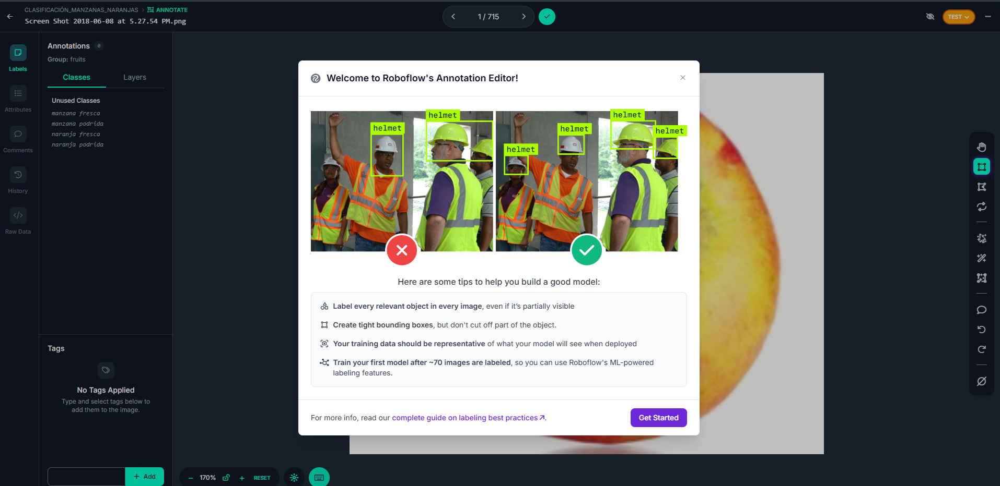 CLASIFICACIÓN_MANZANAS_NARANJAS > ANNOTATE
Screen Shot 2018-06-08 at 5.27.54 PM.png
1 / 715
TEST
Labels
Attributes
Comments
History
Raw Data
Annotations 0
Group: fruits
Classes
Layers
Unused Classes
manzana fresca
manzana podrida
naranja fresca
naranja podrida
Tags
No Tags Applied
Type and select tags below to
add them to the image.
+ Add
Welcome to Roboflow's Annotation Editor!
helmet
helmet
helmet
helmet
helmet
helmet
Here are some tips to help you build a good model:
Label every relevant object in every image, even if it’s partially visible
Create tight bounding boxes, but don't cut off part of the object.
Your training data should be representative of what your model will see when deployed
Train your first model after ~70 images are labeled, so you can use Roboflow's ML-powered
labeling features.
For more info, read our complete guide on labeling best practices.
Get Started
− 170% + RESET